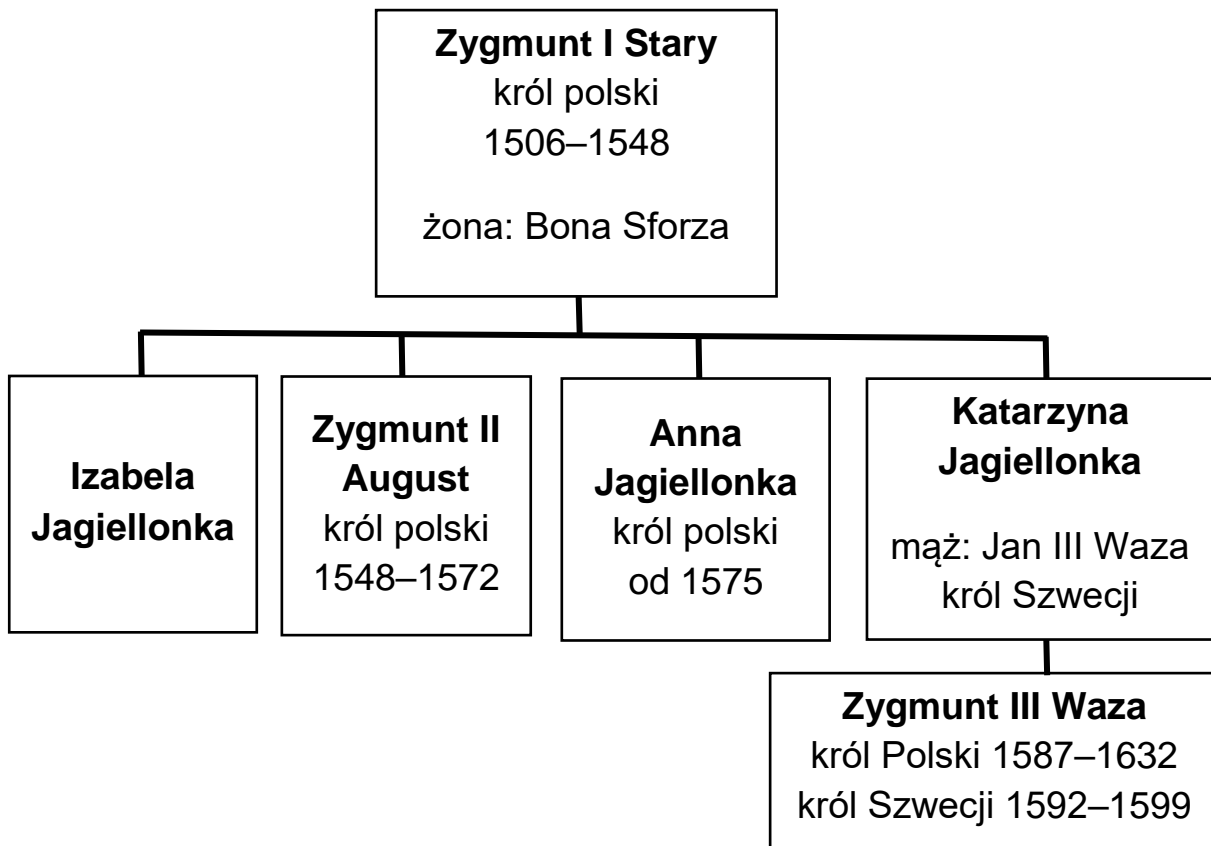 Zygmunt I Stary
król polski
1506–1548
żona: Bona Sforza
Izabela
Jagiellonka
Zygmunt II
August
król polski
1548–1572
Anna
Jagiellonka
król polski
od 1575
Katarzyna
Jagiellonka
mąż: Jan III Waza
król Szwecji
Zygmunt III Waza
król Polski 1587–1632
król Szwecji 1592–1599